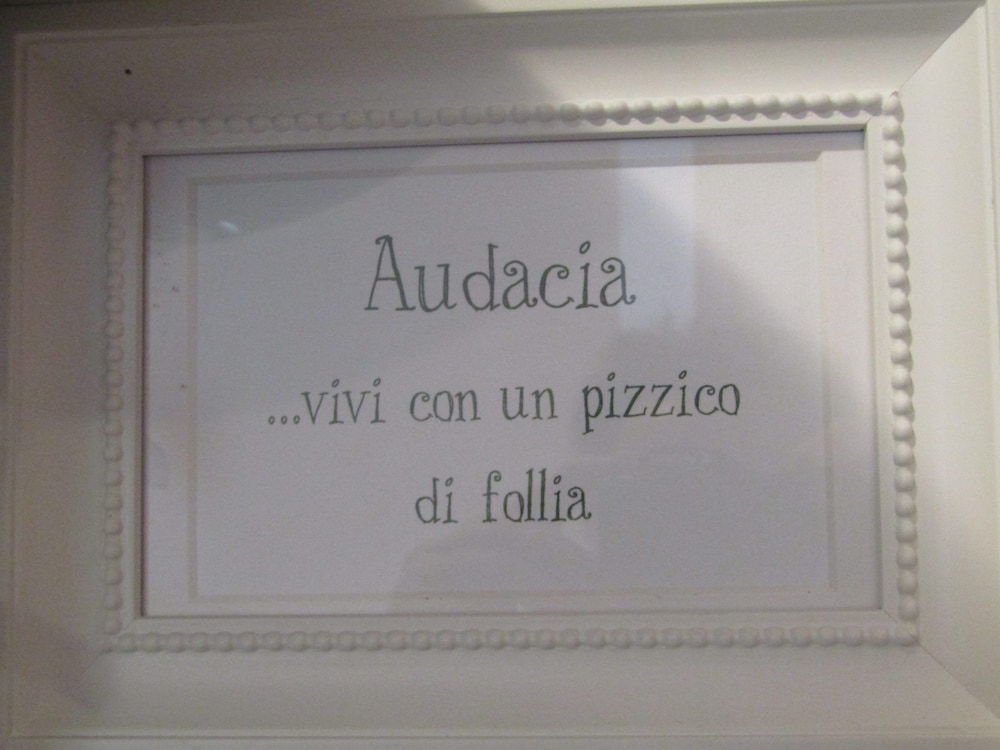 Audacia
...vivi con un pizzico
di follia